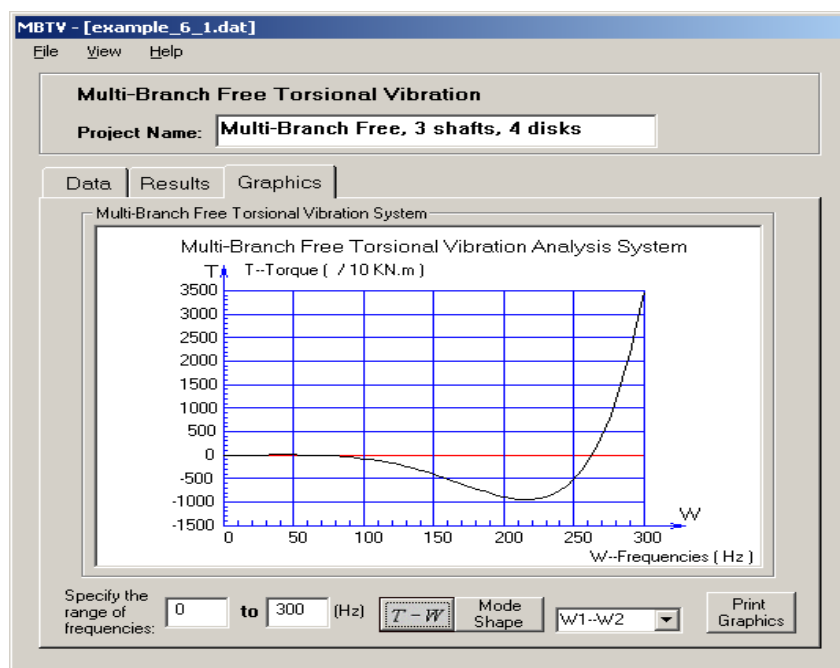 MBTV - [example_6_1.dat]
File View Help
Multi-Branch Free Torsional Vibration
Project Name: Multi-Branch Free, 3 shafts, 4 disks
Data Results Graphics
Multi-Branch Free Torsional Vibration System
Multi-Branch Free Torsional Vibration Analysis System
T T--Torque ( / 10 KN.m )
3500
3000
2500
2000
1500
1000
500
0
-500
-1000
-1500
0 50 100 150 200 250 300
W
W--Frequencies ( Hz )
Specify the
range of
frequencies:
0 to 300 (Hz) T - W Mode Shape W1--W2 Print Graphics